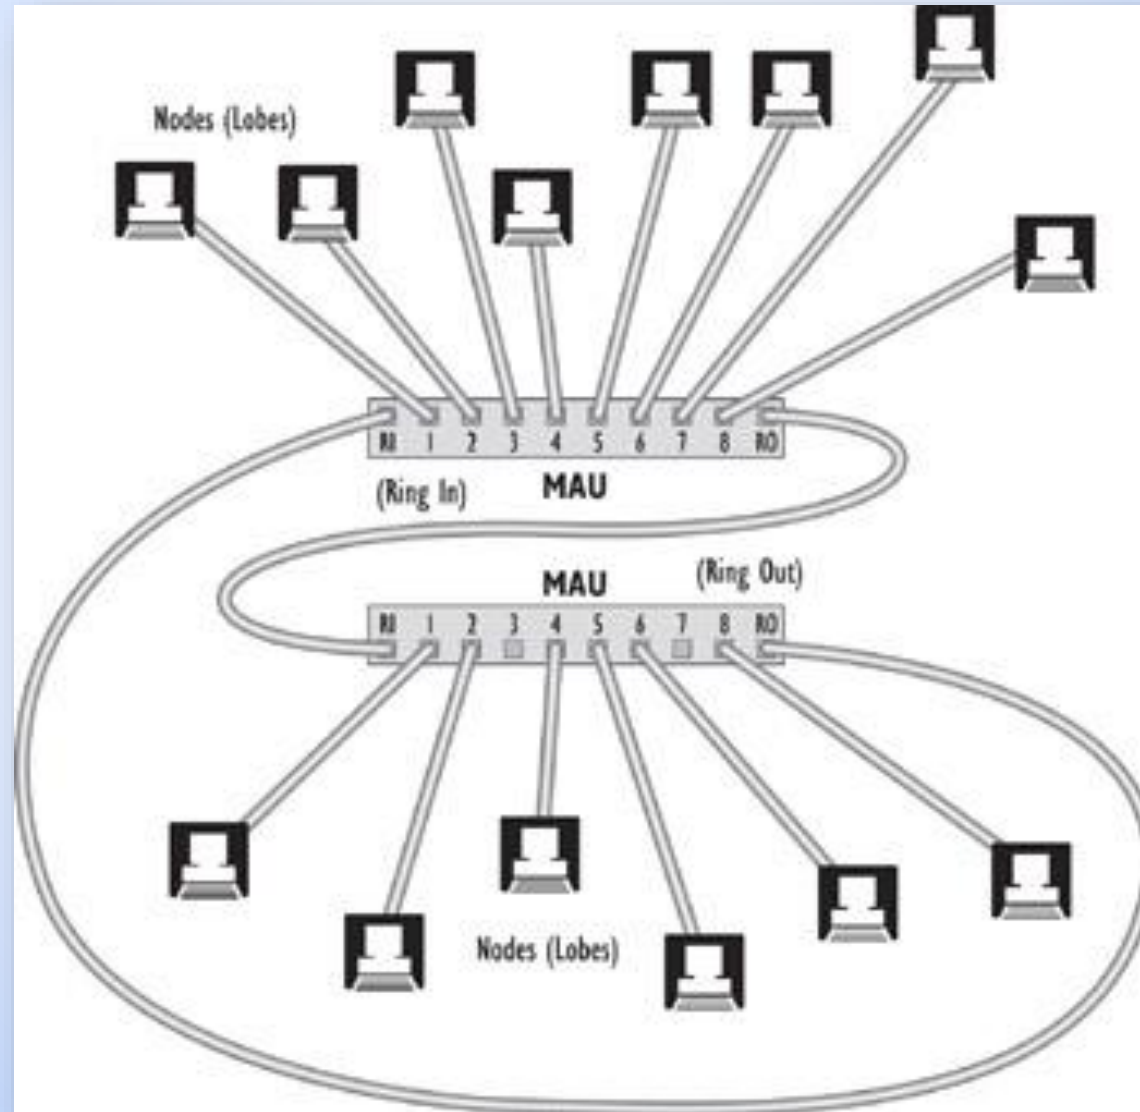 Nodes (Lobes)
RI 1 2 3 4 5 6 7 8 RO
(Ring In)
MAU
MAU
(Ring Out)
RI 1 2 3 4 5 6 7 8 RO
Nodes (Lobes)